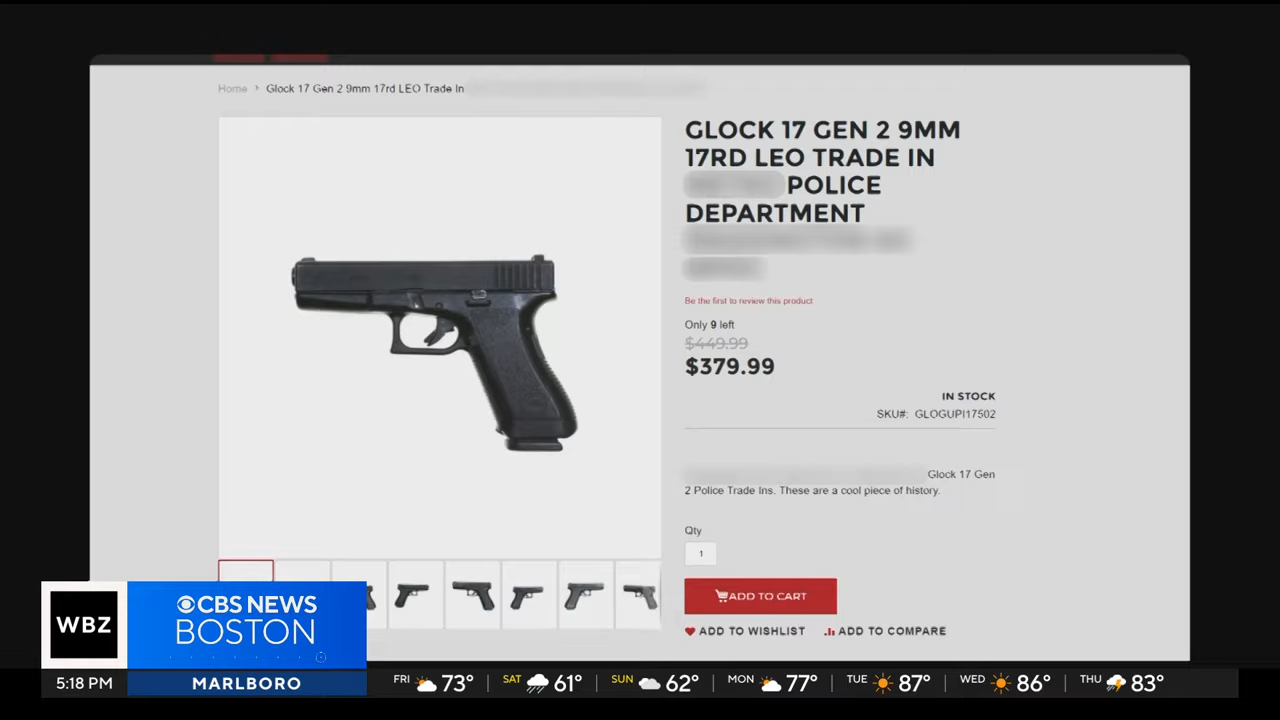 Home > Glock 17 Gen 2 9mm 17rd LEO Trade In
GLOCK 17 GEN 2 9MM
17RD LEO TRADE IN
POLICE
DEPARTMENT
Be the first to review this product
Only 9 left
$449.99
$379.99
IN STOCK
SKU#: GLOGUPI17502
Glock 17 Gen
2 Police Trade Ins. These are a cool piece of history.
Qty
1
ADD TO CART
ADD TO WISHLIST
ADD TO COMPARE
WBZ
CBS NEWS
BOSTON
5:18 PM
MARLBORO
FRI 73° | SAT 61° | SUN 62° | MON 77° | TUE 87° | WED 86° | THU 83°